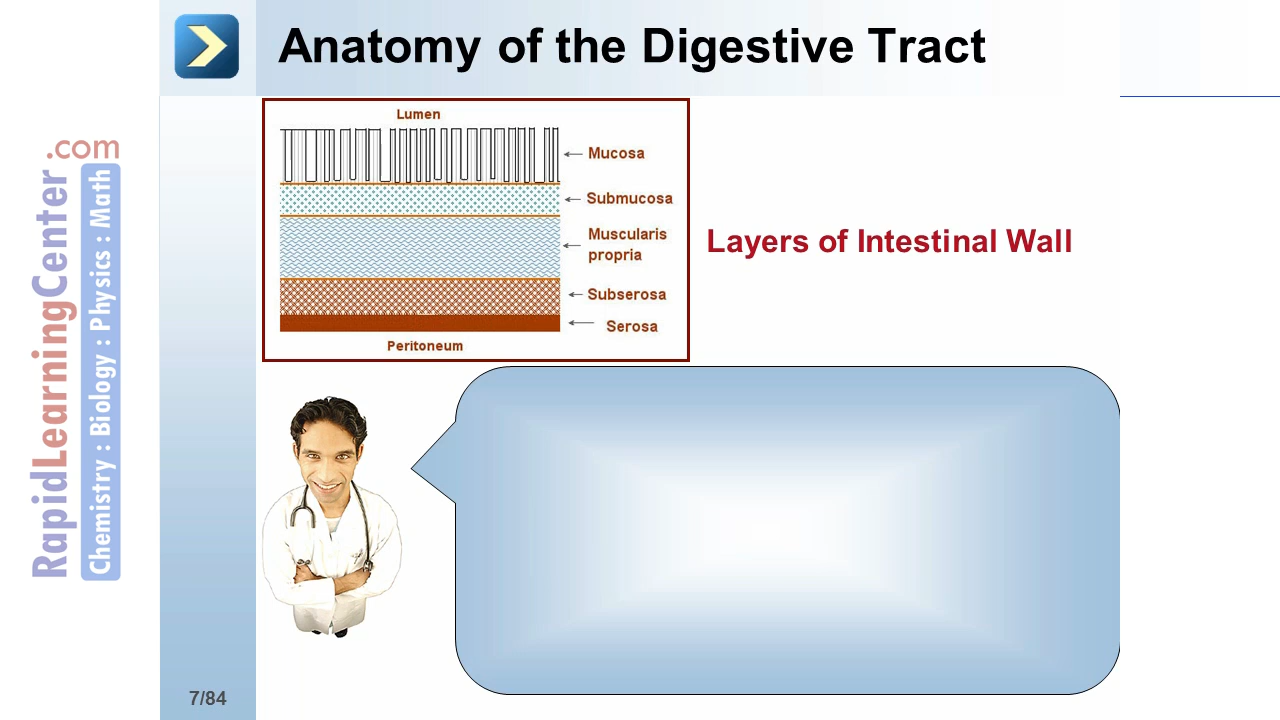 Anatomy of the Digestive Tract
Lumen
Mucosa
Submucosa
Muscularis
propria
Subserosa
Serosa
Peritoneum
Layers of Intestinal Wall
RapidLearningCenter.com
Chemistry : Biology : Physics : Math
7/84